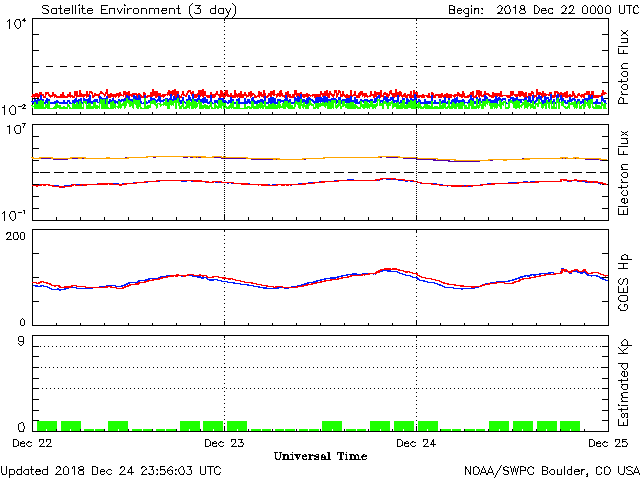 Satellite Environment (3 day) Begin: 2018 Dec 22 0000 UTC
10⁴
10⁻²
Proton Flux
10⁷
10⁻¹
Electron Flux
200
0
GOES Hp
9
0
Estimated Kp
Dec 22 Dec 23 Dec 24 Dec 25
Universal Time
Updated 2018 Dec 24 23:56:03 UTC NOAA/SWPC Boulder, CO USA